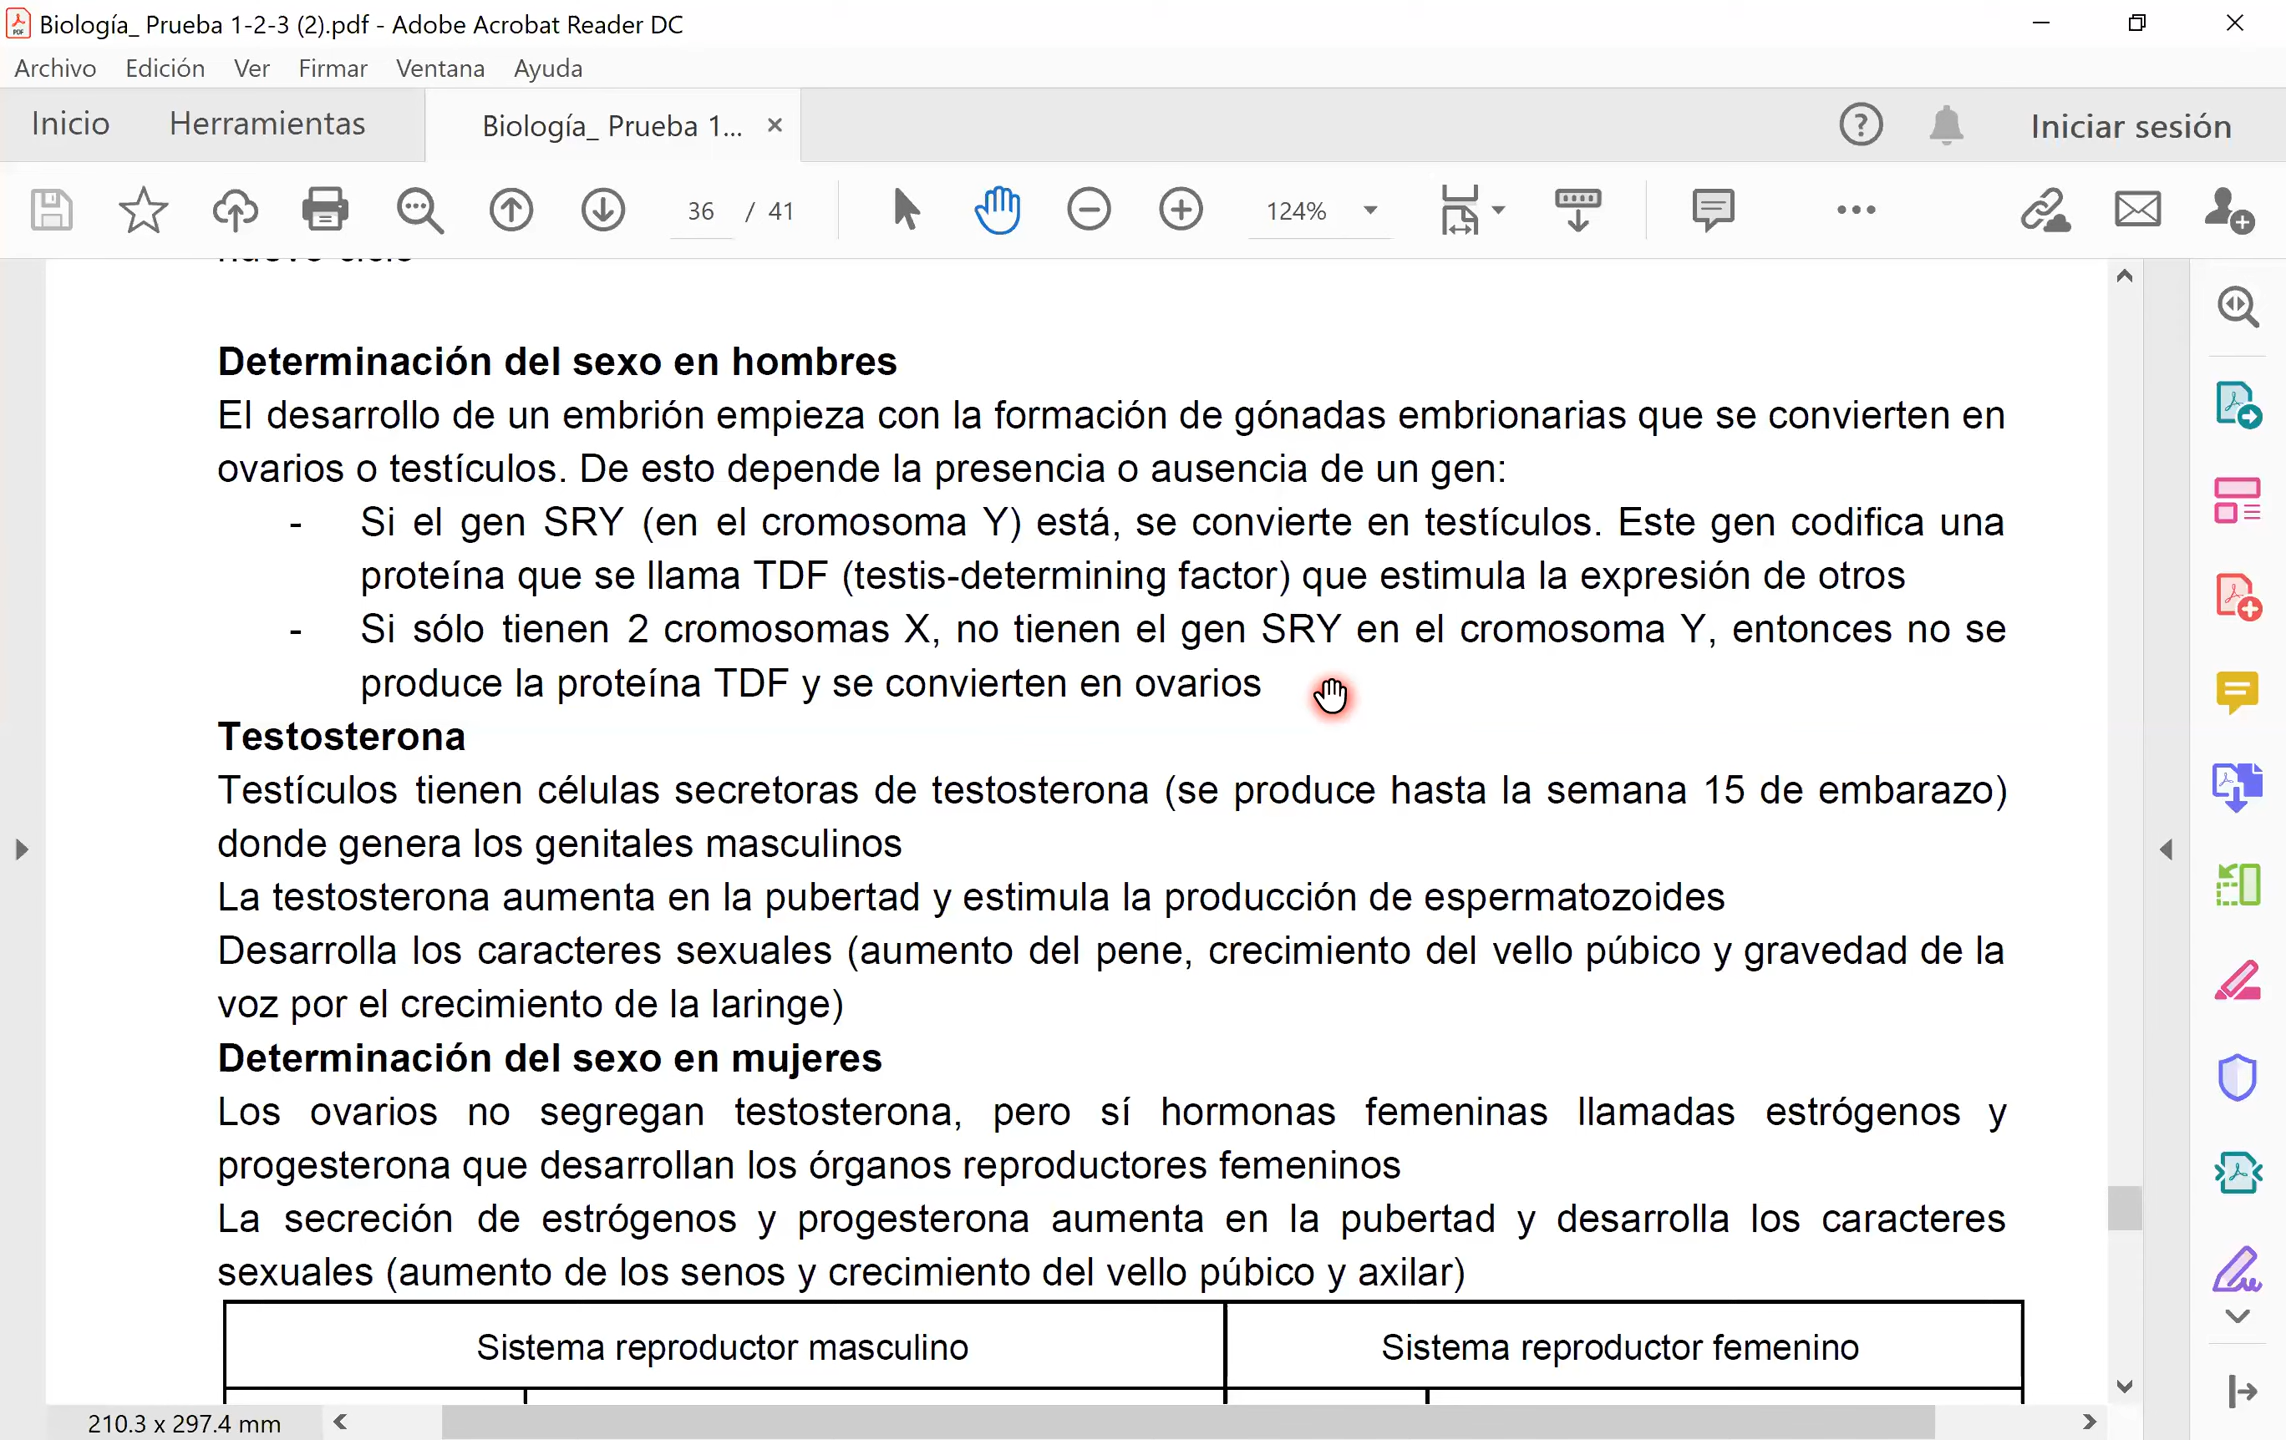 Biología_ Prueba 1-2-3 (2).pdf - Adobe Acrobat Reader DC
Archivo Edición Ver Firmar Ventana Ayuda
Inicio Herramientas Biología_ Prueba 1... Iniciar sesión
36 / 41 124%
nuevo ciclo
Determinación del sexo en hombres
El desarrollo de un embrión empieza con la formación de gónadas embrionarias que se convierten en
ovarios o testículos. De esto depende la presencia o ausencia de un gen:
- Si el gen SRY (en el cromosoma Y) está, se convierte en testículos. Este gen codifica una
proteína que se llama TDF (testis-determining factor) que estimula la expresión de otros
- Si sólo tienen 2 cromosomas X, no tienen el gen SRY en el cromosoma Y, entonces no se
produce la proteína TDF y se convierten en ovarios
Testosterona
Testículos tienen células secretoras de testosterona (se produce hasta la semana 15 de embarazo)
donde genera los genitales masculinos
La testosterona aumenta en la pubertad y estimula la producción de espermatozoides
Desarrolla los caracteres sexuales (aumento del pene, crecimiento del vello púbico y gravedad de la
voz por el crecimiento de la laringe)
Determinación del sexo en mujeres
Los ovarios no segregan testosterona, pero sí hormonas femeninas llamadas estrógenos y
progesterona que desarrollan los órganos reproductores femeninos
La secreción de estrógenos y progesterona aumenta en la pubertad y desarrolla los caracteres
sexuales (aumento de los senos y crecimiento del vello púbico y axilar)
Sistema reproductor masculino Sistema reproductor femenino
210.3 x 297.4 mm